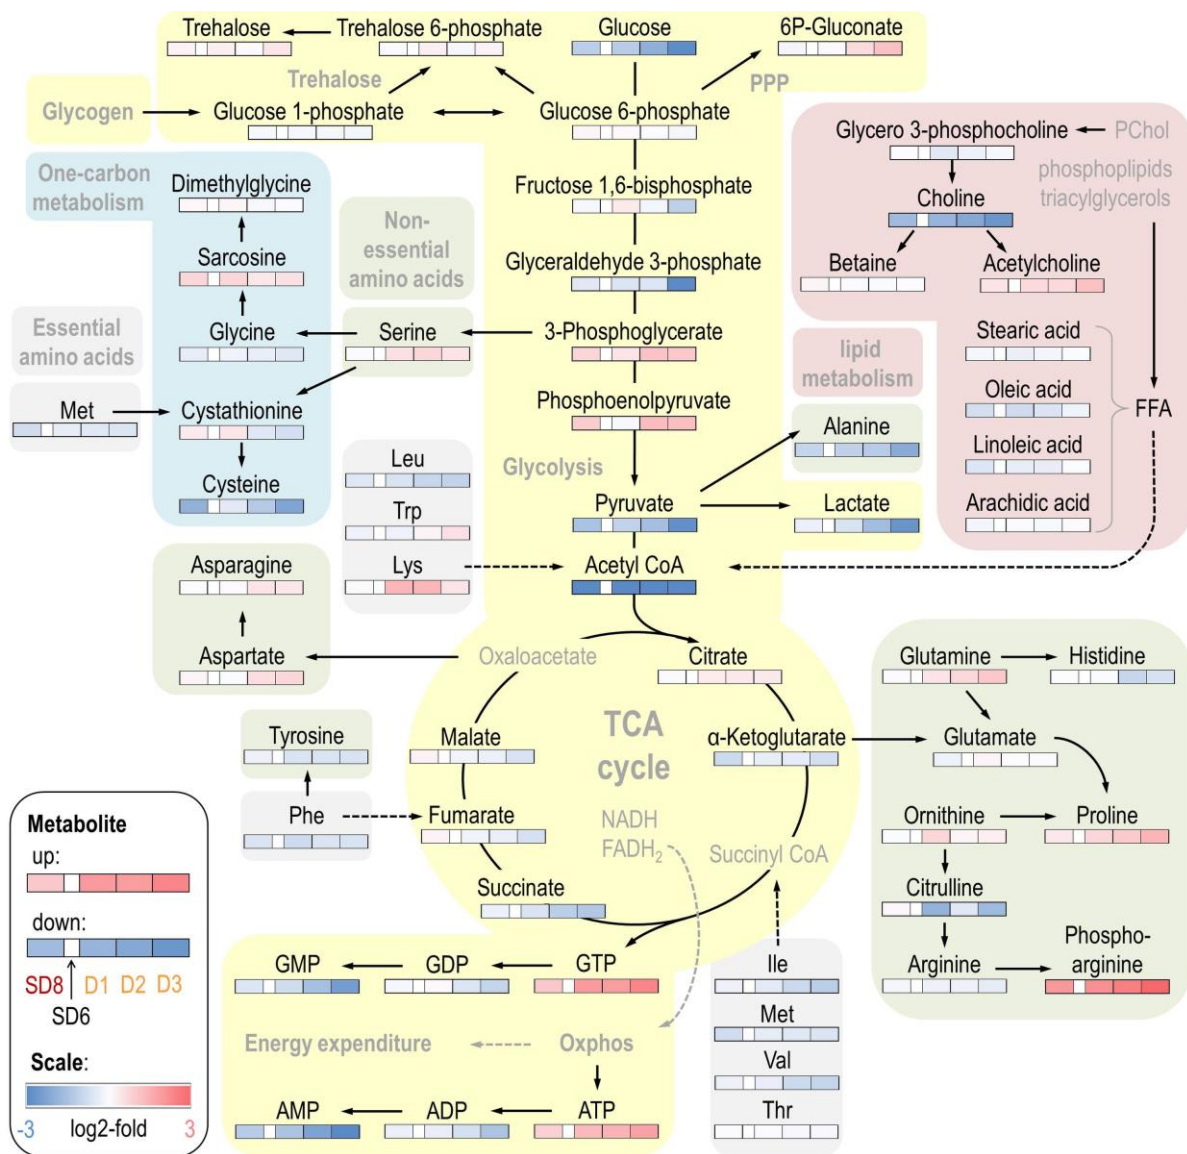 Trehalose
Trehalose 6-phosphate
Glucose
6P-Gluconate
Trehalose
PPP
Glycogen
Glucose 1-phosphate
Glucose 6-phosphate
Glycero 3-phosphocholine
PChol
phosphoplipids
triacylglycerols
One-carbon
metabolism
Dimethylglycine
Fructose 1,6-bisphosphate
Choline
Non-
essential
amino acids
Sarcosine
Glyceraldehyde 3-phosphate
Betaine
Acetylcholine
Essential
amino acids
Glycine
Serine
3-Phosphoglycerate
Stearic acid
lipid
metabolism
Oleic acid
FFA
Met
Cystathionine
Phosphoenolpyruvate
Alanine
Linoleic acid
Leu
Glycolysis
Cysteine
Pyruvate
Lactate
Arachidic acid
Trp
Asparagine
Lys
Acetyl CoA
Aspartate
Oxaloacetate
Citrate
Glutamine
Histidine
TCA
cycle
Tyrosine
Malate
α-Ketoglutarate
Glutamate
Phe
Fumarate
NADH
FADH₂
Succinyl CoA
Ornithine
Proline
Succinate
Citrulline
Phospho-
arginine
Arginine
GMP
GDP
GTP
Ile
Met
Energy expenditure
Oxphos
Val
AMP
ADP
ATP
Thr
Metabolite
up:
down:
SD8
D1
D2
D3
SD6
Scale:
-3
log2-fold
3